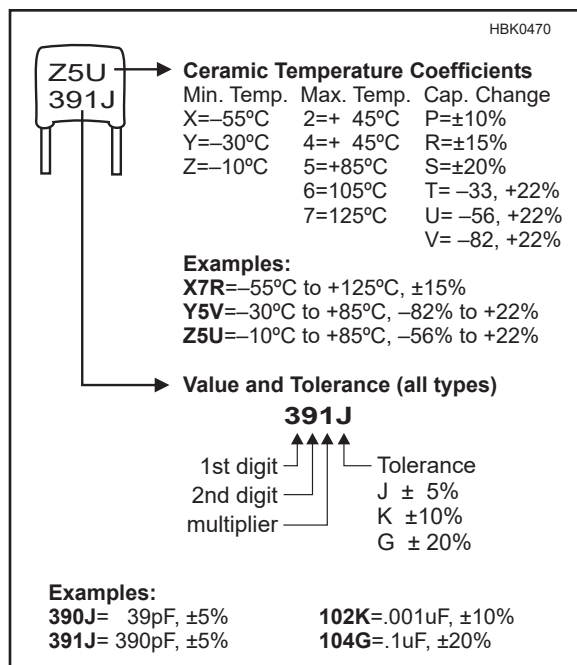 HBK0470
Z5U
391J
Ceramic Temperature Coefficients
Min. Temp. Max. Temp. Cap. Change
X=–55ºC 2=+ 45ºC P=±10%
Y=–30ºC 4=+ 45ºC R=±15%
Z=–10ºC 5=+85ºC S=±20%
6=105ºC T= –33, +22%
7=125ºC U= –56, +22%
V= –82, +22%
Examples:
X7R=–55ºC to +125ºC, ±15%
Y5V=–30ºC to +85ºC, –82% to +22%
Z5U=–10ºC to +85ºC, –56% to +22%
Value and Tolerance (all types)
391J
1st digit
2nd digit
multiplier
Tolerance
J ± 5%
K ±10%
G ± 20%
Examples:
390J= 39pF, ±5% 102K=.001uF, ±10%
391J= 390pF, ±5% 104G=.1uF, ±20%